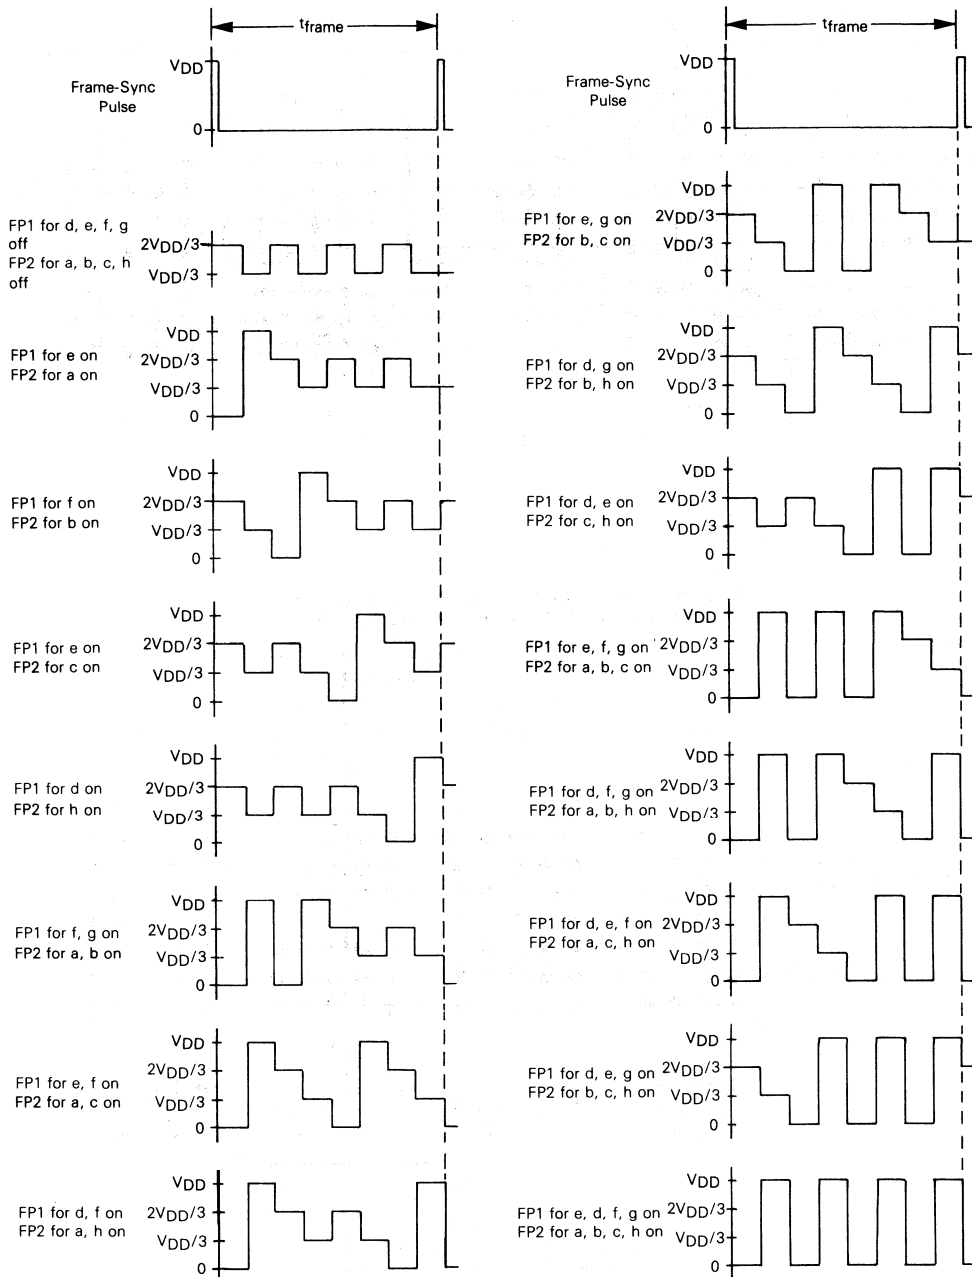 tframe
VDD
Frame-Sync
Pulse
0
FP1 for d, e, f, g
off
FP2 for a, b, c, h
off
2VDD/3
VDD/3
FP1 for e on
FP2 for a on
VDD
2VDD/3
VDD/3
0
FP1 for f on
FP2 for b on
VDD
2VDD/3
VDD/3
0
FP1 for e on
FP2 for c on
VDD
2VDD/3
VDD/3
0
FP1 for d on
FP2 for h on
VDD
2VDD/3
VDD/3
0
FP1 for f, g on
FP2 for a, b on
VDD
2VDD/3
VDD/3
0
FP1 for e, f on
FP2 for a, c on
VDD
2VDD/3
VDD/3
0
FP1 for d, f on
FP2 for a, h on
VDD
2VDD/3
VDD/3
0
tframe
VDD
Frame-Sync
Pulse
0
FP1 for e, g on
FP2 for b, c on
VDD
2VDD/3
VDD/3
0
FP1 for d, g on
FP2 for b, h on
VDD
2VDD/3
VDD/3
0
FP1 for d, e on
FP2 for c, h on
VDD
2VDD/3
VDD/3
0
FP1 for e, f, g on
FP2 for a, b, c on
VDD
2VDD/3
VDD/3
0
FP1 for d, f, g on
FP2 for a, b, h on
VDD
2VDD/3
VDD/3
0
FP1 for d, e, f on
FP2 for a, c, h on
VDD
2VDD/3
VDD/3
0
FP1 for d, e, g on
FP2 for b, c, h on
VDD
2VDD/3
VDD/3
0
FP1 for e, d, f, g on
FP2 for a, b, c, h on
VDD
2VDD/3
VDD/3
0